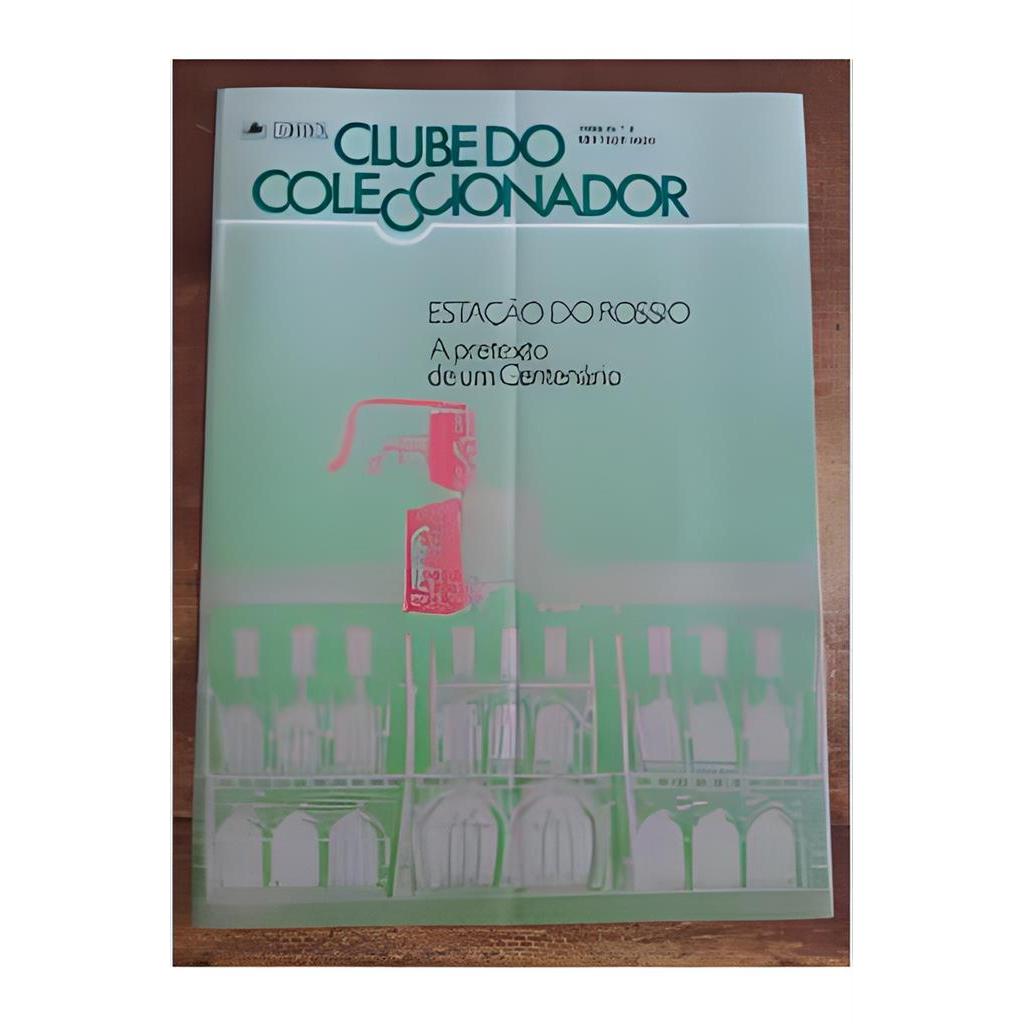 CLUBE DO
COLECCIONADOR
ESTAÇÃO DO ROSSIO
A pretexto
de um Centenário